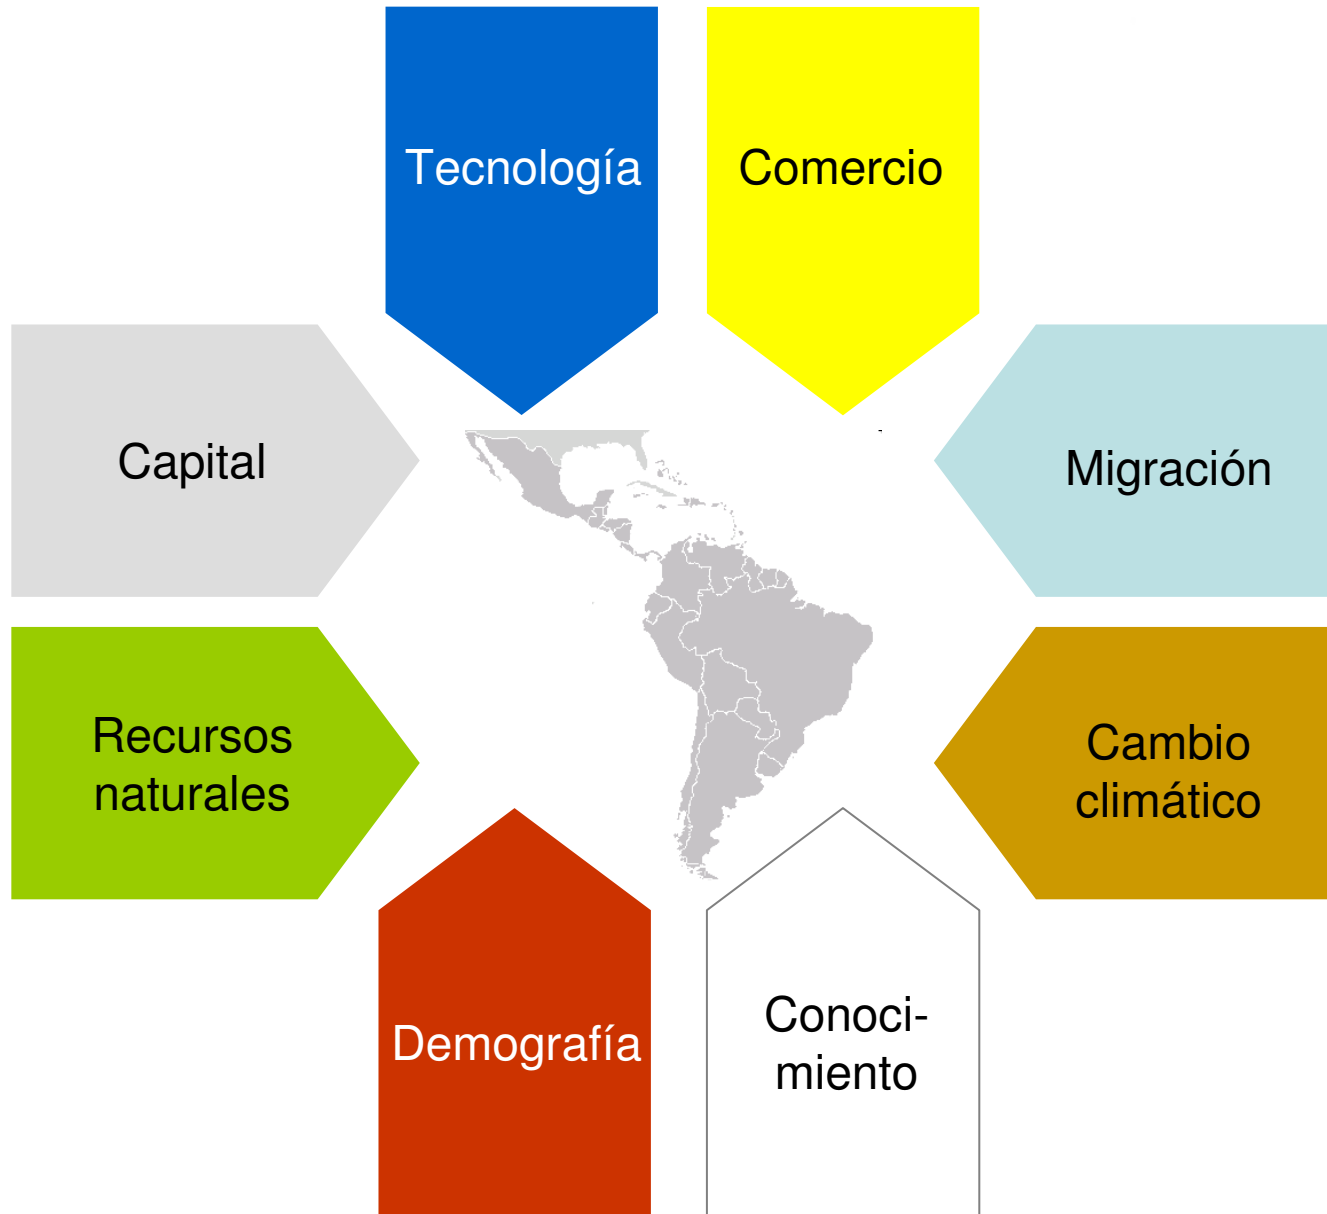 Tecnología
Comercio
Capital
Migración
Recursos
naturales
Cambio
climático
Demografía
Conoci-
miento